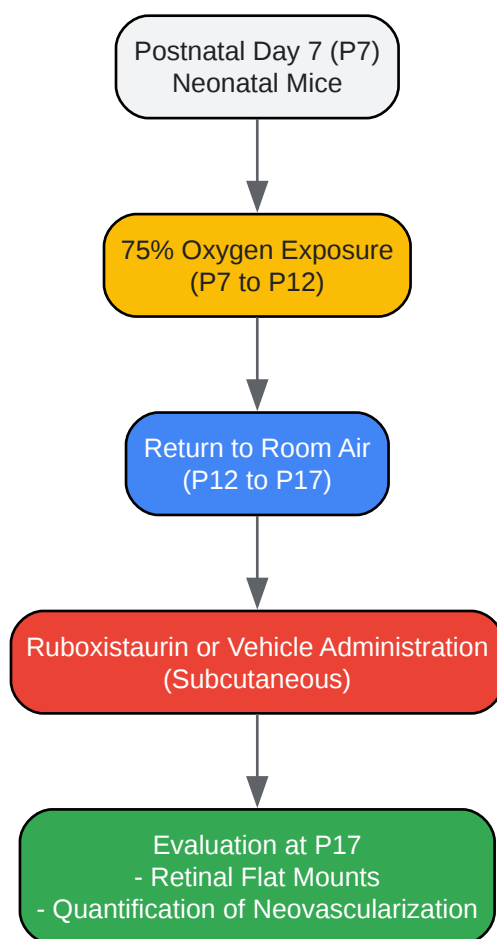 Postnatal Day 7 (P7)
Neonatal Mice
75% Oxygen Exposure
(P7 to P12)
Return to Room Air
(P12 to P17)
Ruboxistaurin or Vehicle Administration
(Subcutaneous)
Evaluation at P17
- Retinal Flat Mounts
- Quantification of Neovascularization